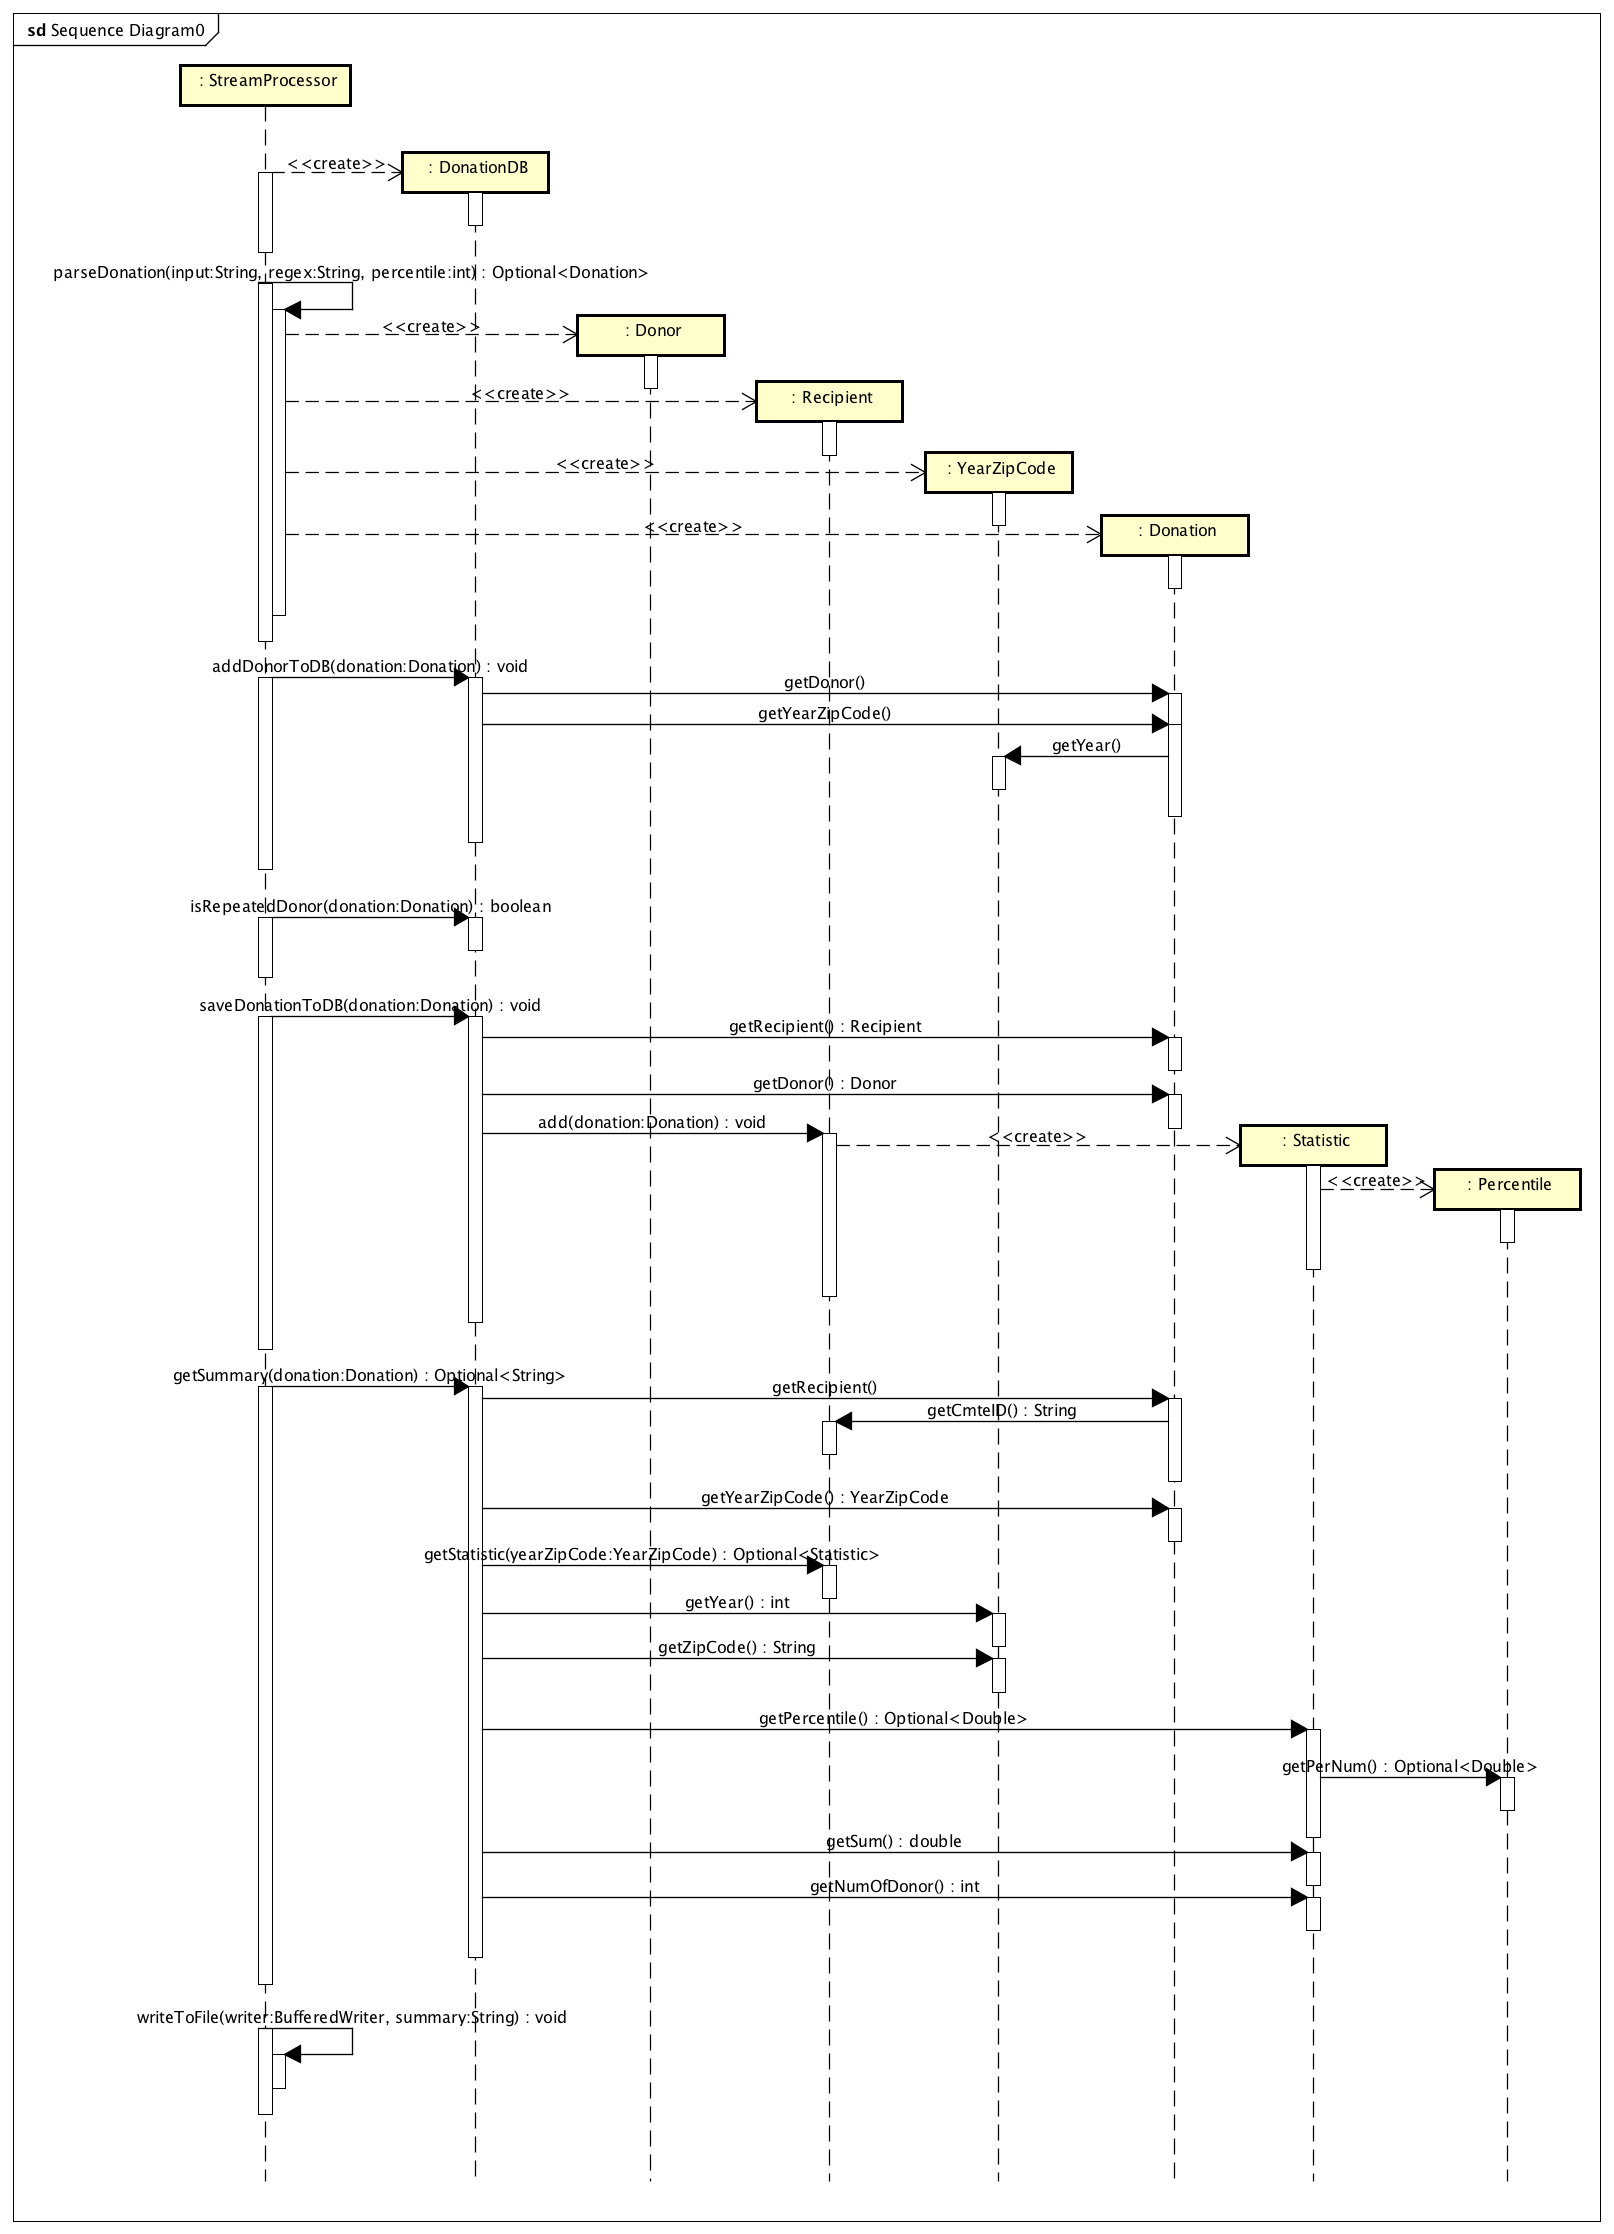 sd Sequence Diagram0
: StreamProcessor
<<create>>
: DonationDB
parseDonation(input:String, regex:String, percentile:int) : Optional<Donation>
<<create>>
: Donor
<<create>>
: Recipient
<<create>>
: YearZipCode
<<create>>
: Donation
addDonorToDB(donation:Donation) : void
getDonor()
getYearZipCode()
getYear()
isRepeatedDonor(donation:Donation) : boolean
saveDonationToDB(donation:Donation) : void
getRecipient() : Recipient
getDonor() : Donor
add(donation:Donation) : void
<<create>>
: Statistic
<<create>>
: Percentile
getSummary(donation:Donation) : Optional<String>
getRecipient()
getCmteID() : String
getYearZipCode() : YearZipCode
getStatistic(yearZipCode:YearZipCode) : Optional<Statistic>
getYear() : int
getZipCode() : String
getPercentile() : Optional<Double>
getPerNum() : Optional<Double>
getSum() : double
getNumOfDonor() : int
writeToFile(writer:BufferedWriter, summary:String) : void